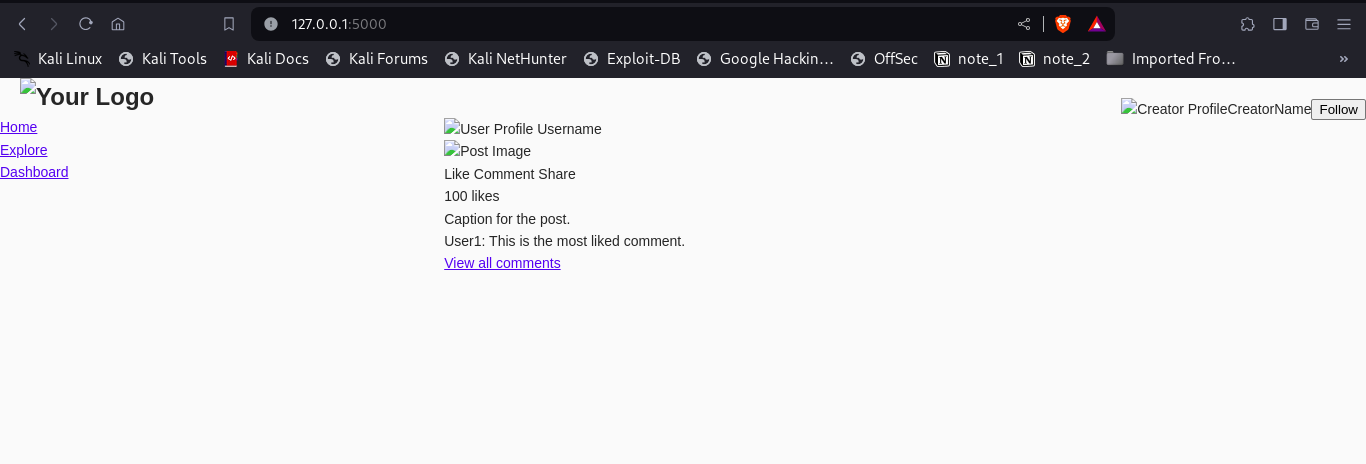 127.0.0.1:5000
Kali Linux Kali Tools Kali Docs Kali Forums Kali NetHunter Exploit-DB Google Hackin… OffSec note_1 note_2 Imported Fro… »
Your Logo
Creator ProfileCreatorName Follow
Home
Explore
Dashboard
User Profile Username
Post Image
Like Comment Share
100 likes
Caption for the post.
User1: This is the most liked comment.
View all comments